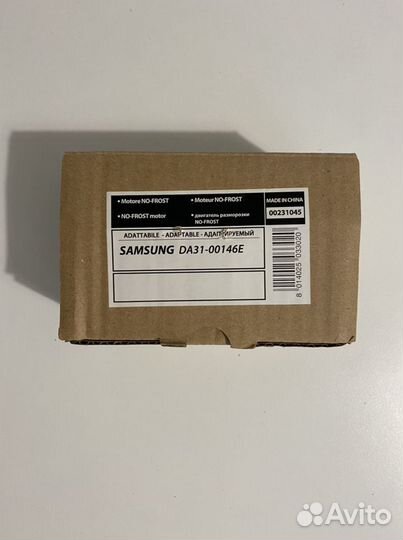 • Motore NO-FROST
• Moteur NO-FROST
• NO-FROST motor
• двигатель разморозки
NO-FROST
MADE IN CHINA
00231045
ADATTABILE - ADAPTABLE - АДАПТИРУЕМЫЙ
SAMSUNG DA31-00146E
8 014025 033020
Avito